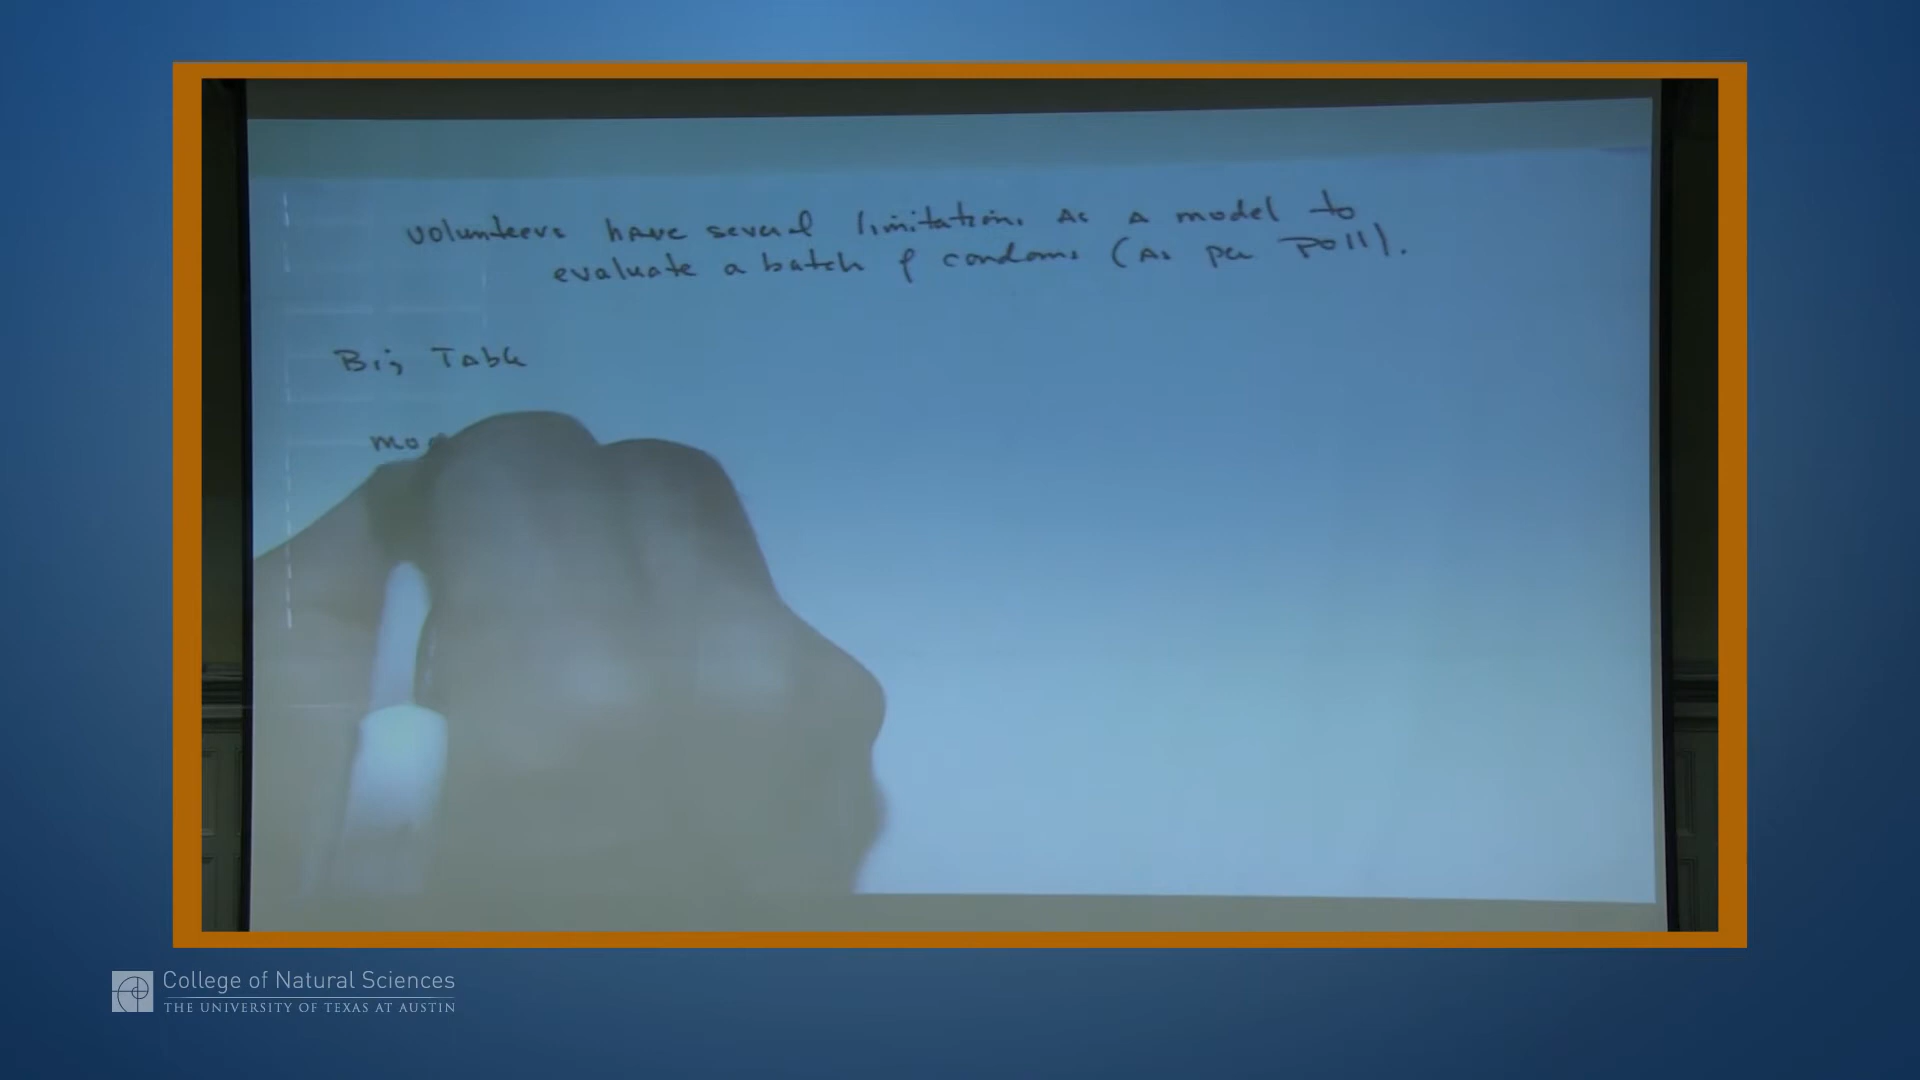 volunteers have several limitations as a model to
evaluate a batch of condoms (As per Poll).
Big Table
College of Natural Sciences
THE UNIVERSITY OF TEXAS AT AUSTIN